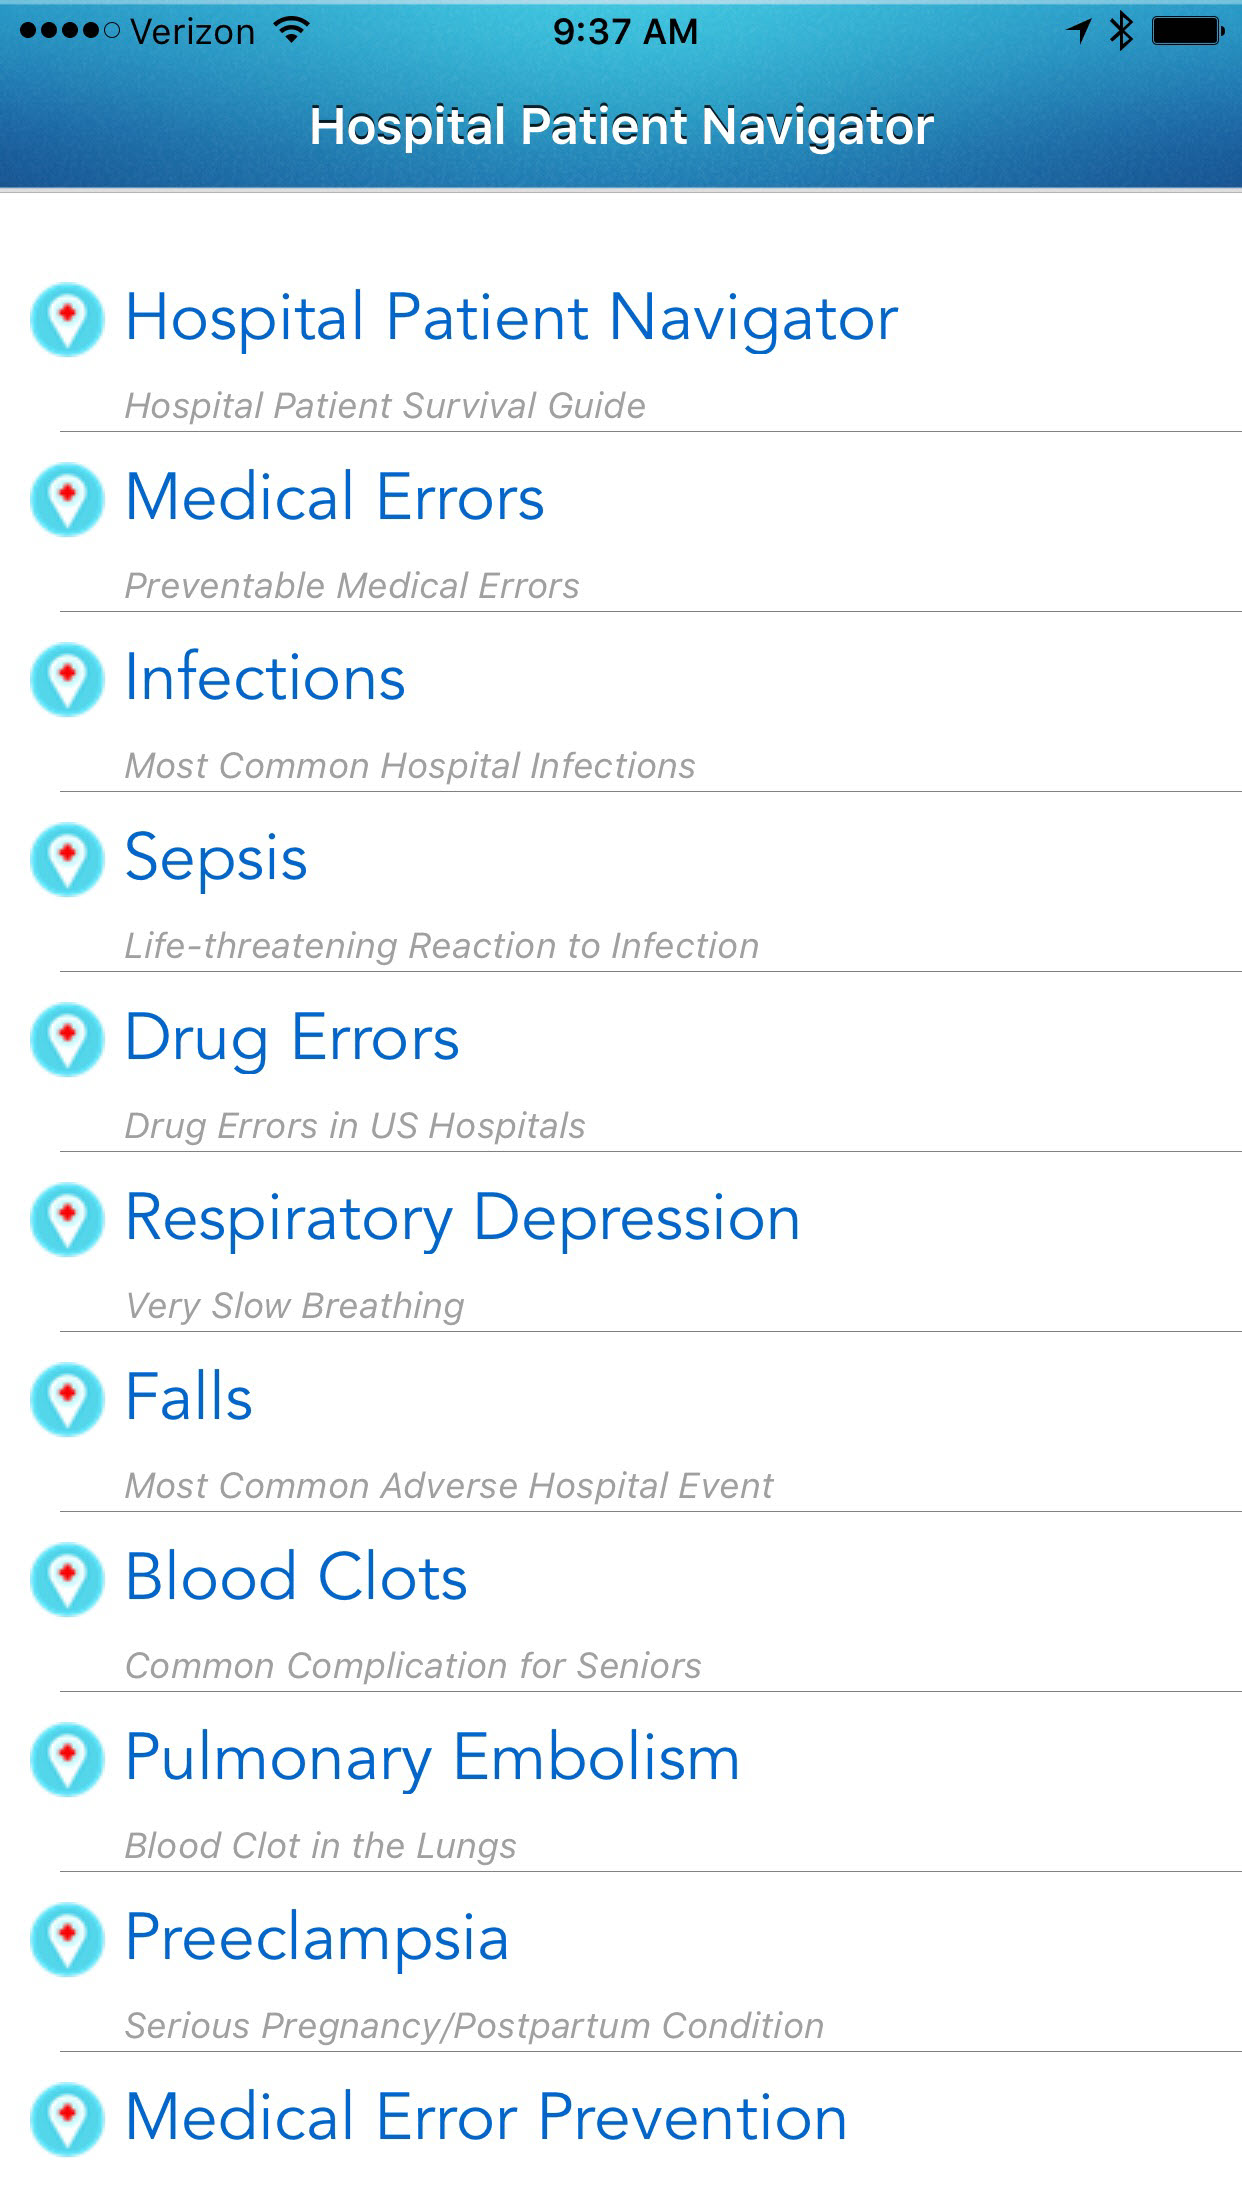 Verizon 9:37 AM
Hospital Patient Navigator
Hospital Patient Navigator
Hospital Patient Survival Guide
Medical Errors
Preventable Medical Errors
Infections
Most Common Hospital Infections
Sepsis
Life-threatening Reaction to Infection
Drug Errors
Drug Errors in US Hospitals
Respiratory Depression
Very Slow Breathing
Falls
Most Common Adverse Hospital Event
Blood Clots
Common Complication for Seniors
Pulmonary Embolism
Blood Clot in the Lungs
Preeclampsia
Serious Pregnancy/Postpartum Condition
Medical Error Prevention